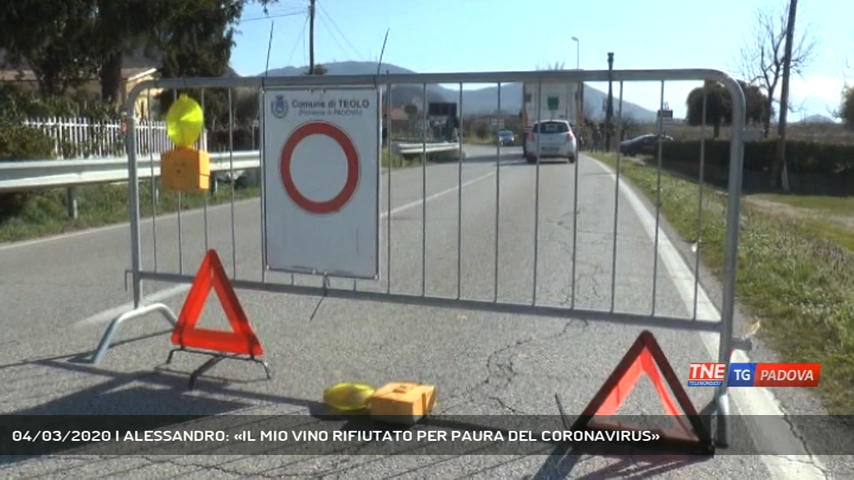 Comune di TEOLO
(Provincia di PADOVA)
TNE TG PADOVA
TELENORDEST
04/03/2020 | ALESSANDRO: «IL MIO VINO RIFIUTATO PER PAURA DEL CORONAVIRUS»